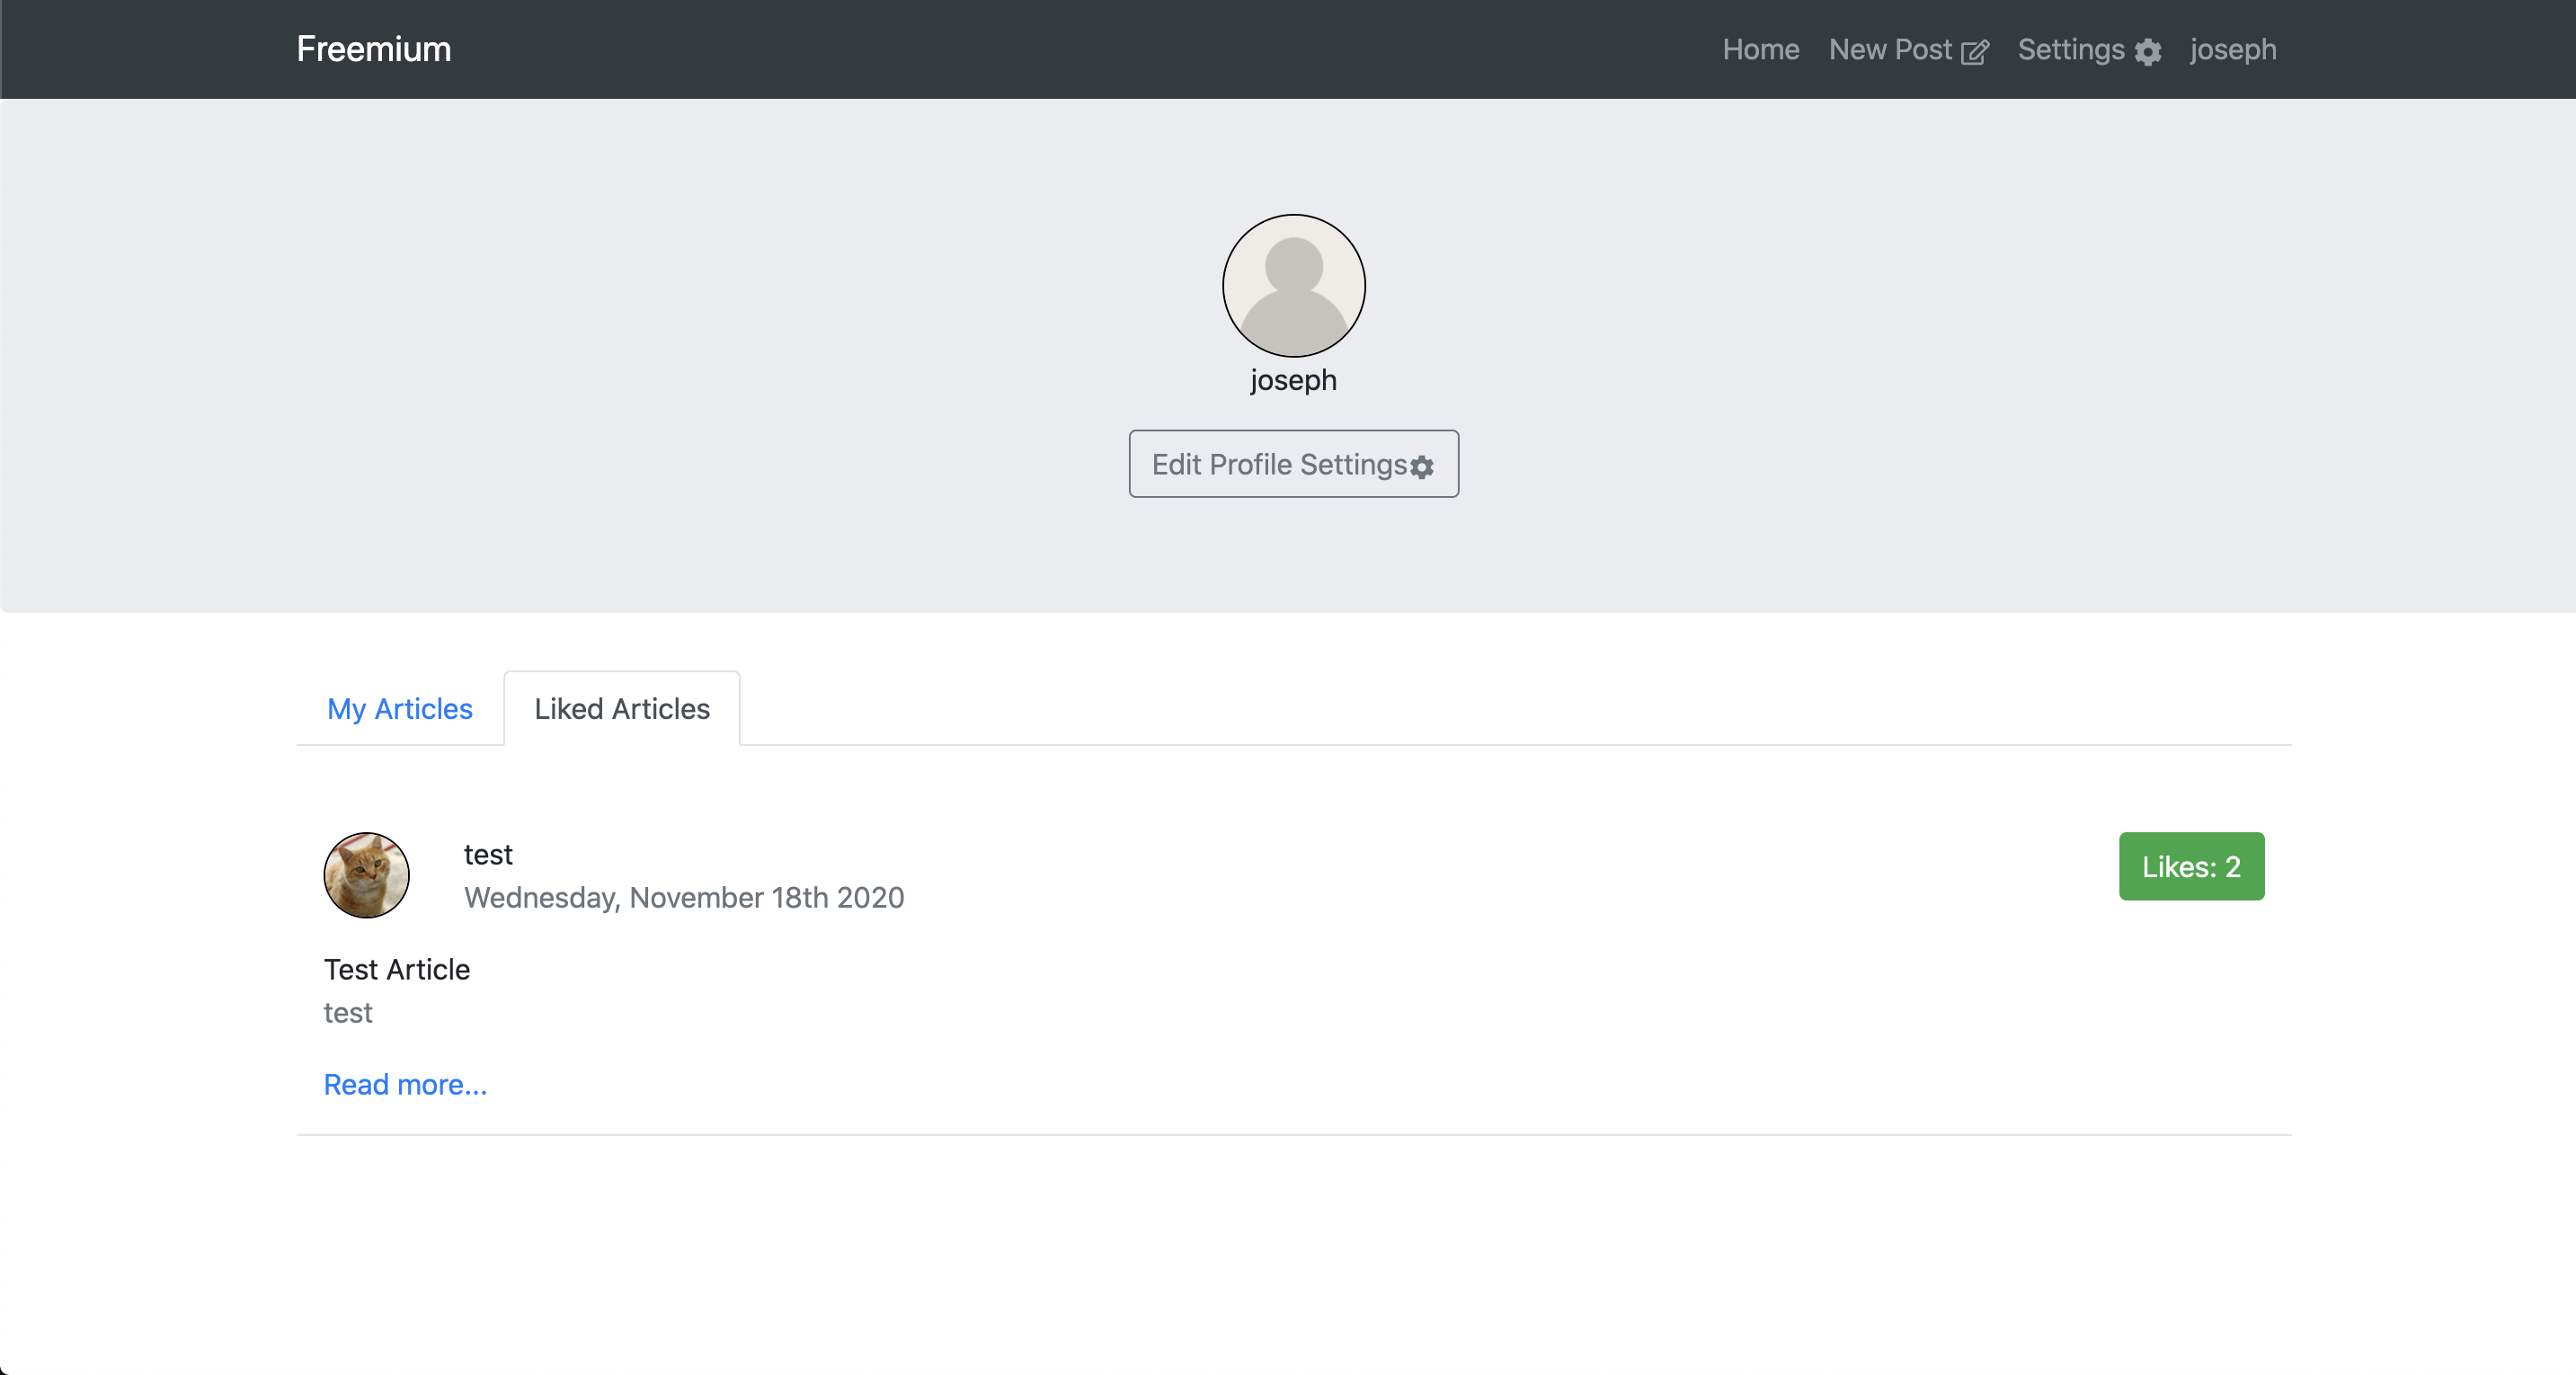 Freemium Home New Post Settings joseph
joseph
Edit Profile Settings
My Articles Liked Articles
test
Wednesday, November 18th 2020
Likes: 2
Test Article
test
Read more...